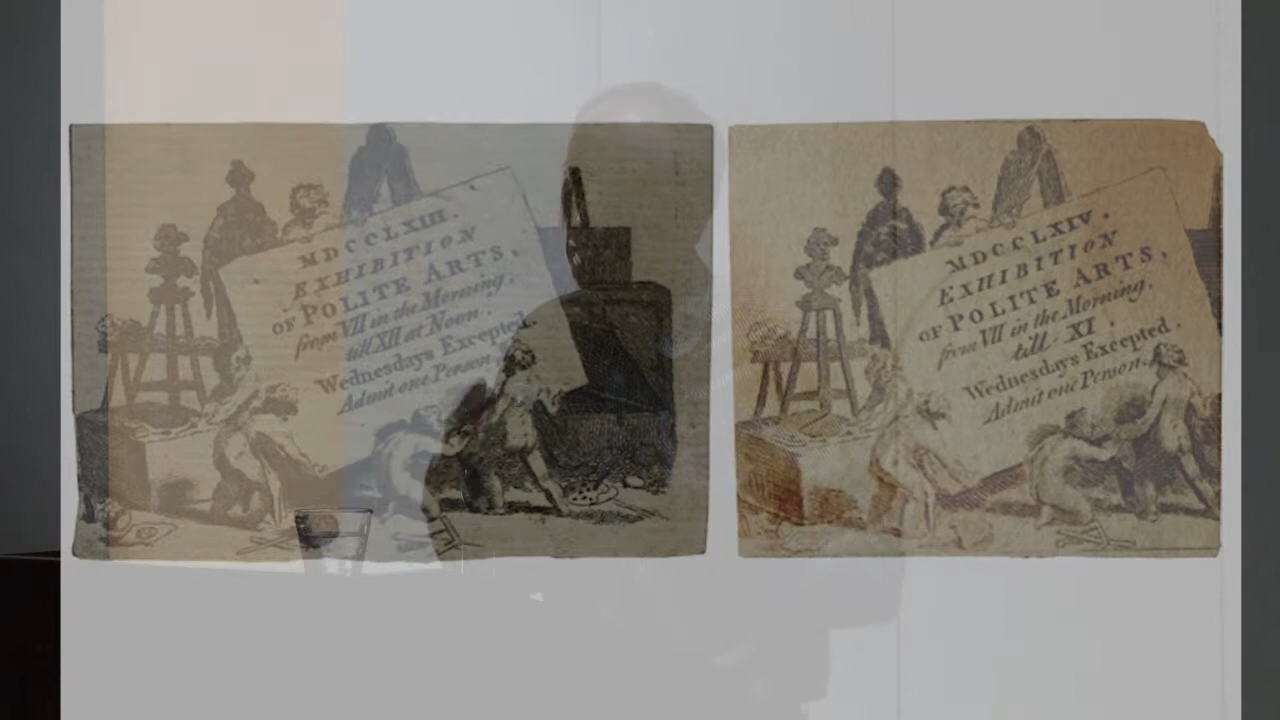 MDCCLXIII.
EXHIBITION
OF POLITE ARTS,
from VII in the Morning,
till XII at Noon.
Wednesdays Excepted.
Admit one Person.
MDCCLXIV.
EXHIBITION
OF POLITE ARTS,
from VII in the Morning,
till XI.
Wednesdays Excepted.
Admit one Person.